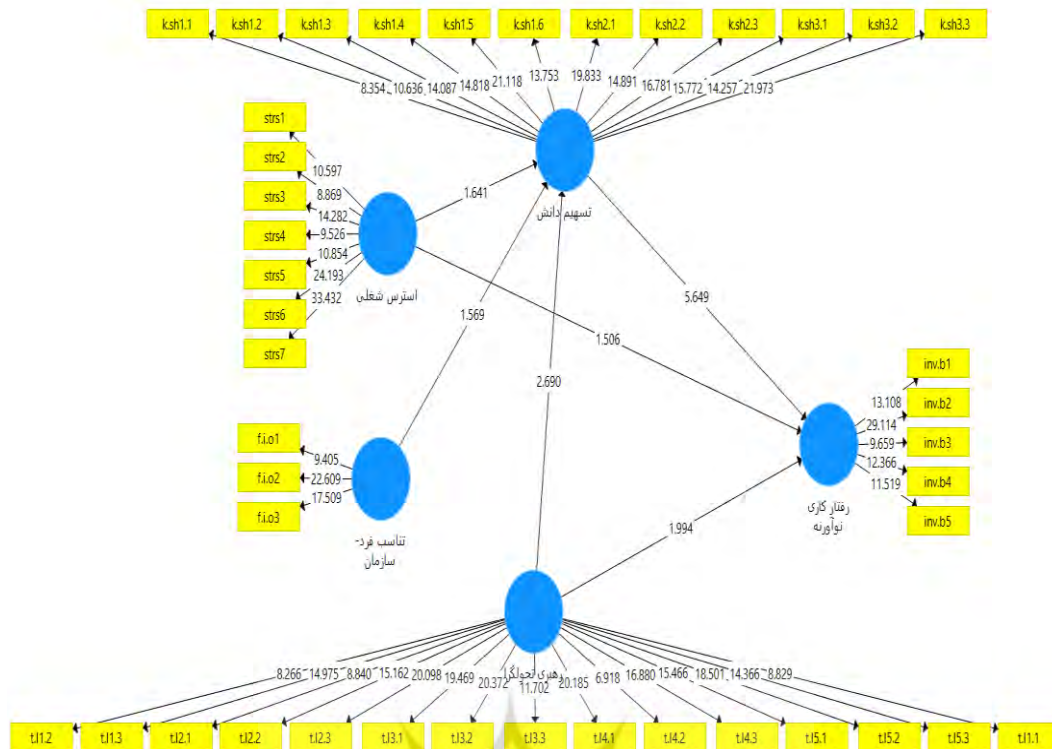 k.sh1.1 k.sh1.2 k.sh1.3 k.sh1.4 k.sh1.5 k.sh1.6 k.sh2.1 k.sh2.2 k.sh2.3 k.sh3.1 k.sh3.2 k.sh3.3
8.354 10.636 14.087 14.818 21.118 13.753 19.833 14.891 16.781 15.772 14.257 21.973
strs1
strs2
strs3
strs4
strs5
strs6
strs7
10.597
8.869
14.282
9.526
10.854
24.193
33.432
استرس شغلی
1.641
تسهیم دانش
1.569
1.506
5.649
2.690
f.i.o1
f.i.o2
f.i.o3
9.405
22.609
17.509
تناسب فرد-
سازمان
inv.b1
inv.b2
inv.b3
inv.b4
inv.b5
13.108
29.114
9.659
12.366
11.519
رفتار کاری
نوآورنه
1.994
رهبری تحولگرا
8.266 14.975 8.840 15.162 20.098 19.469 20.372 11.702 20.185 6.918 16.880 15.466 18.501 14.366 8.829
t.l1.2 t.l1.3 t.l2.1 t.l2.2 t.l2.3 t.l3.1 t.l3.2 t.l3.3 t.l4.1 t.l4.2 t.l4.3 t.l5.1 t.l5.2 t.l5.3 t.l1.1